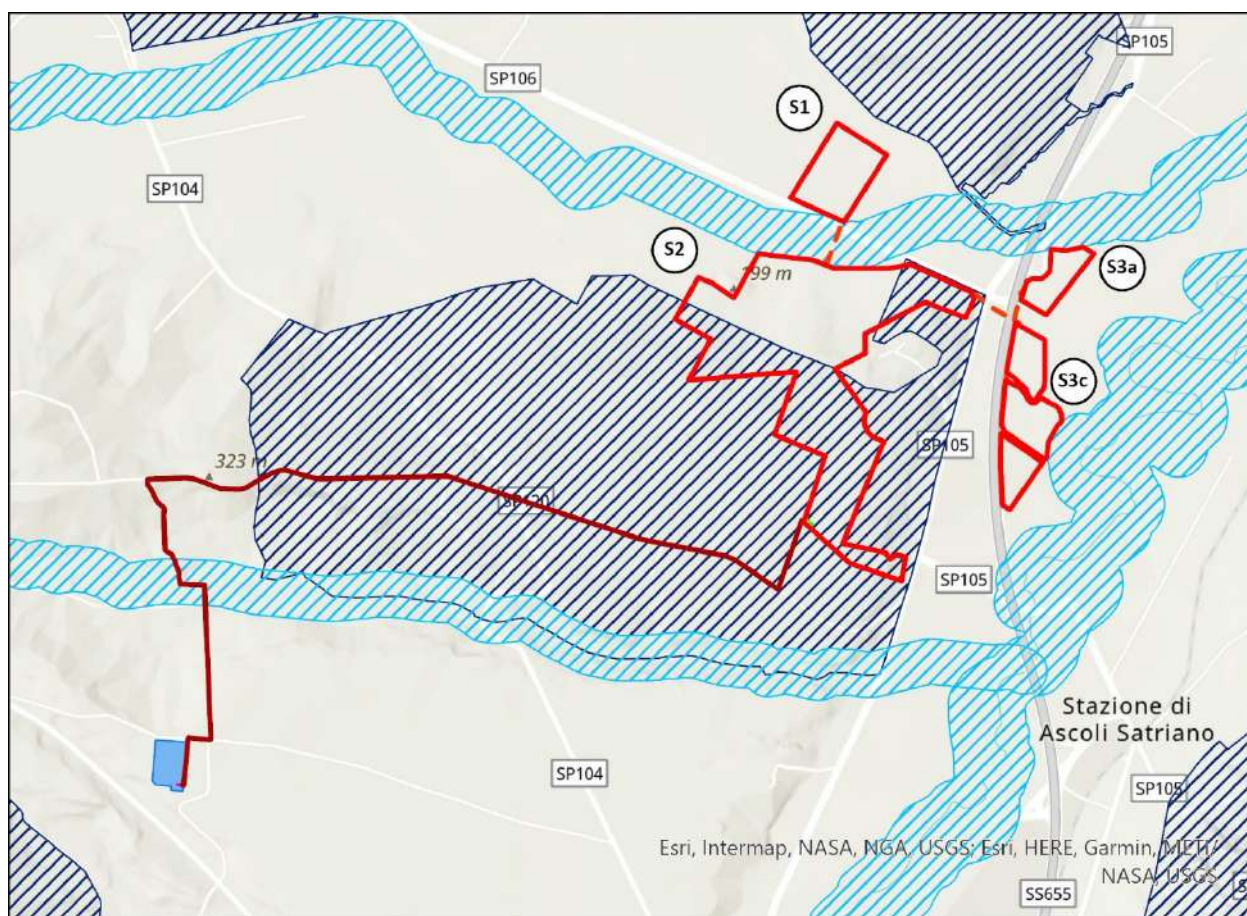 SP105
SP106
S1
SP104
S2
S3a
299 m
S3c
SP105
323 m
SP120
SP105
Stazione di
Ascoli Satriano
SP104
SP105
Esri, Intermap, NASA, NGA, USGS; Esri, HERE, Garmin, METI/
NASA, USGS
SS655